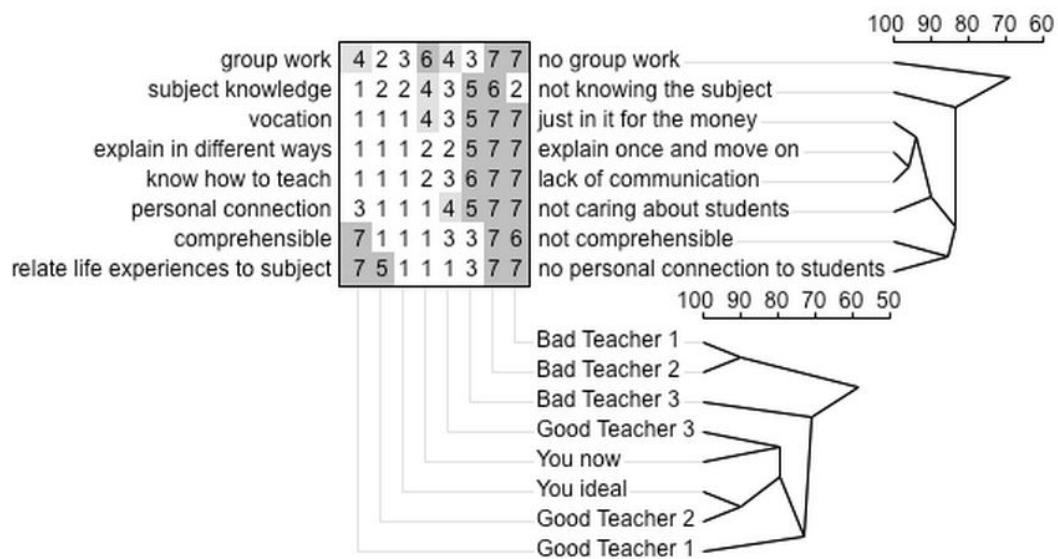 100 90 80 70 60
group work 4 2 3 6 4 3 7 7 no group work
subject knowledge 1 2 2 4 3 5 6 2 not knowing the subject
vocation 1 1 1 4 3 5 7 7 just in it for the money
explain in different ways 1 1 1 2 2 5 7 7 explain once and move on
know how to teach 1 1 1 2 3 6 7 7 lack of communication
personal connection 3 1 1 1 4 5 7 7 not caring about students
comprehensible 7 1 1 1 3 3 7 6 not comprehensible
relate life experiences to subject 7 5 1 1 1 3 7 7 no personal connection to students
100 90 80 70 60 50
Bad Teacher 1
Bad Teacher 2
Bad Teacher 3
Good Teacher 3
You now
You ideal
Good Teacher 2
Good Teacher 1